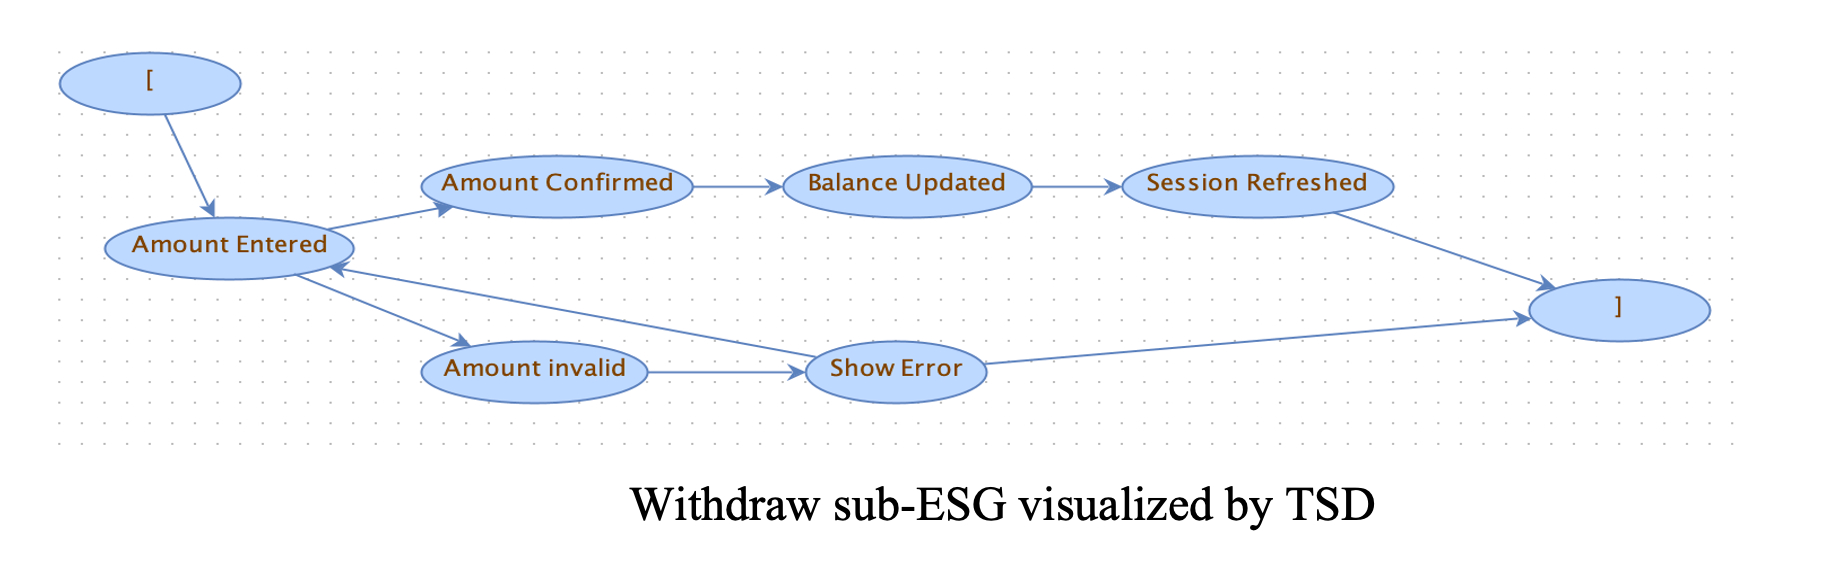 [
Amount Confirmed
Balance Updated
Session Refreshed
Amount Entered
]
Amount invalid
Show Error
Withdraw sub-ESG visualized by TSD